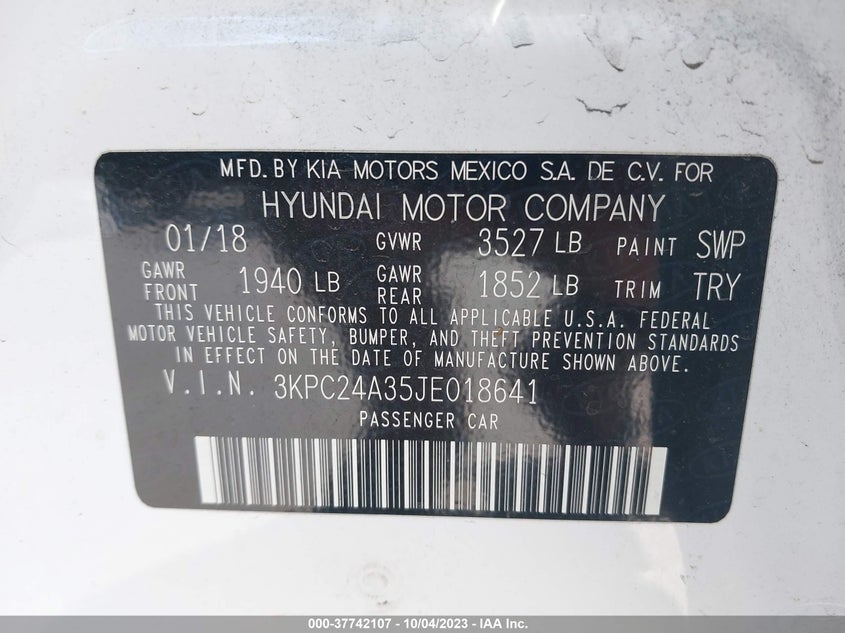 MFD. BY KIA MOTORS MEXICO S.A. DE C.V. FOR
HYUNDAI MOTOR COMPANY
01/18 GVWR 3527 LB PAINT SWP
GAWR FRONT 1940 LB GAWR REAR 1852 LB TRIM TRY
THIS VEHICLE CONFORMS TO ALL APPLICABLE U.S.A. FEDERAL
MOTOR VEHICLE SAFETY, BUMPER, AND THEFT PREVENTION STANDARDS
IN EFFECT ON THE DATE OF MANUFACTURE SHOWN ABOVE.
V.I.N. 3KPC24A35JE018641
PASSENGER CAR
000-37742107 - 10/04/2023 - IAA Inc.